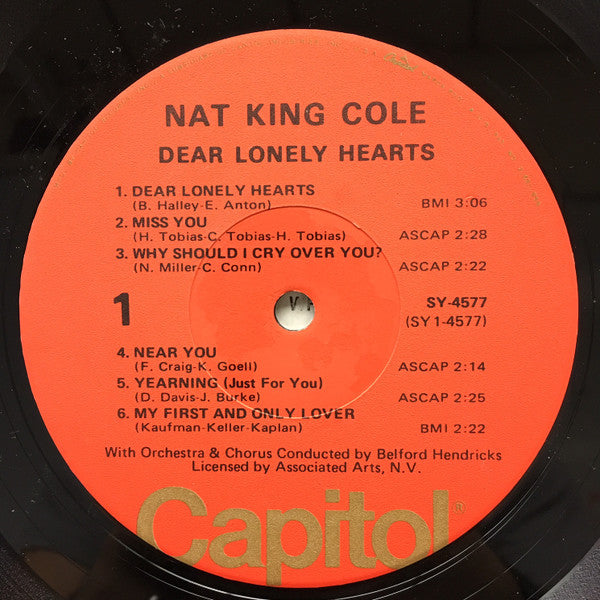 NAT KING COLE
DEAR LONELY HEARTS
1. DEAR LONELY HEARTS
(B. Halley-E. Anton) BMI 3:06
2. MISS YOU
(H. Tobias-C. Tobias-H. Tobias) ASCAP 2:28
3. WHY SHOULD I CRY OVER YOU?
(N. Miller-C. Conn) ASCAP 2:22
1
SY-4577
(SY1-4577)
4. NEAR YOU
(F. Craig-K. Goell) ASCAP 2:14
5. YEARNING (Just For You)
(D. Davis-J. Burke) ASCAP 2:25
6. MY FIRST AND ONLY LOVER
(Kaufman-Keller-Kaplan) BMI 2:22
With Orchestra & Chorus Conducted by Belford Hendricks
Licensed by Associated Arts, N.V.
Capitol®